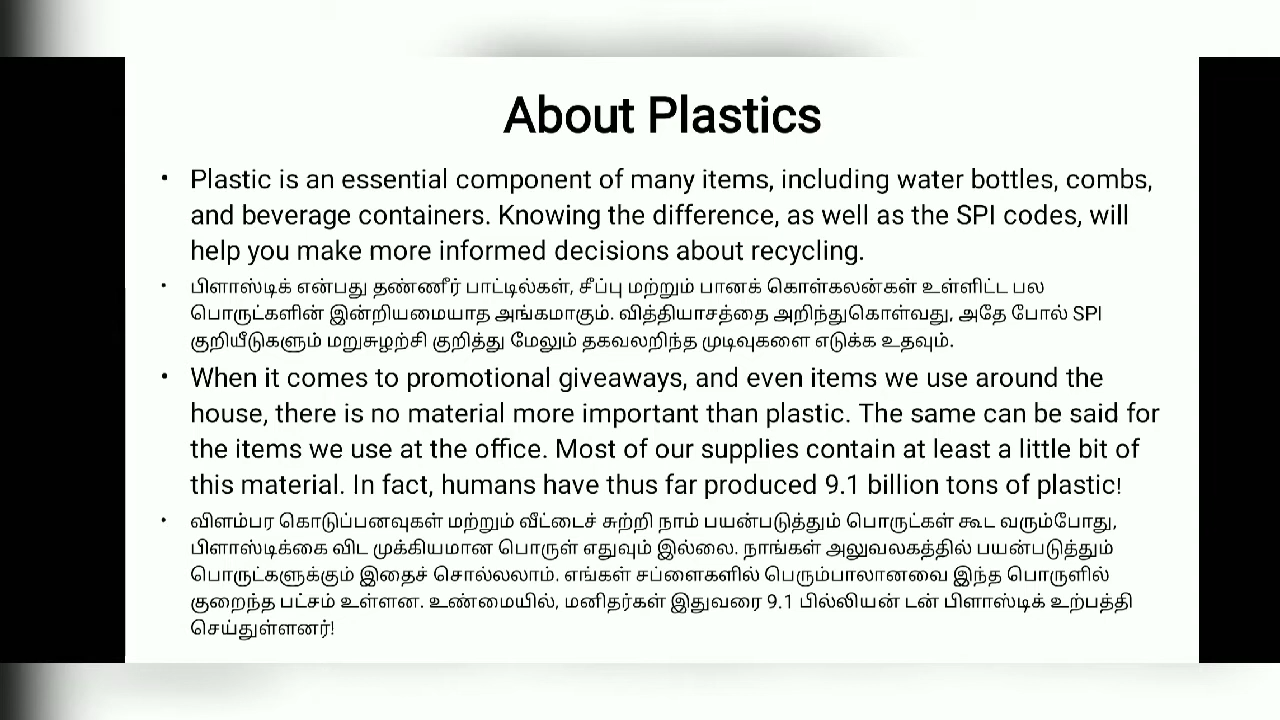 About Plastics
• Plastic is an essential component of many items, including water bottles, combs,
and beverage containers. Knowing the difference, as well as the SPI codes, will
help you make more informed decisions about recycling.
• பிளாஸ்டிக் என்பது தண்ணீர் பாட்டில்கள், சீப்பு மற்றும் பானக் கொள்கலன்கள் உள்ளிட்ட பல
பொருட்களின் இன்றியமையாத அங்கமாகும். வித்தியாசத்தை அறிந்துகொள்வது, அதே போல் SPI
குறியீடுகளும் மறுசுழற்சி குறித்து மேலும் தகவலறிந்த முடிவுகளை எடுக்க உதவும்.
• When it comes to promotional giveaways, and even items we use around the
house, there is no material more important than plastic. The same can be said for
the items we use at the office. Most of our supplies contain at least a little bit of
this material. In fact, humans have thus far produced 9.1 billion tons of plastic!
• விளம்பர கொடுப்பனவுகள் மற்றும் வீட்டைச் சுற்றி நாம் பயன்படுத்தும் பொருட்கள் கூட வரும்போது,
பிளாஸ்டிக்கை விட முக்கியமான பொருள் எதுவும் இல்லை. நாங்கள் அலுவலகத்தில் பயன்படுத்தும்
பொருட்களுக்கும் இதைச் சொல்லலாம். எங்கள் சப்ளைகளில் பெரும்பாலானவை இந்த பொருளில்
குறைந்த பட்சம் உள்ளன. உண்மையில், மனிதர்கள் இதுவரை 9.1 பில்லியன் டன் பிளாஸ்டிக் உற்பத்தி
செய்துள்ளனர்!